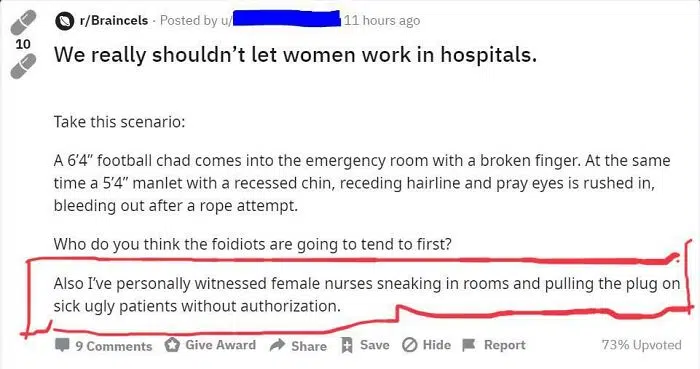 r/Braincels · Posted by u/ 11 hours ago
10
We really shouldn't let women work in hospitals.
Take this scenario:
A 6'4" football chad comes into the emergency room with a broken finger. At the same
time a 5'4" manlet with a recessed chin, receding hairline and pray eyes is rushed in,
bleeding out after a rope attempt.
Who do you think the foidiots are going to tend to first?
Also I've personally witnessed female nurses sneaking in rooms and pulling the plug on
sick ugly patients without authorization.
9 Comments Give Award Share Save Hide Report 73% Upvoted